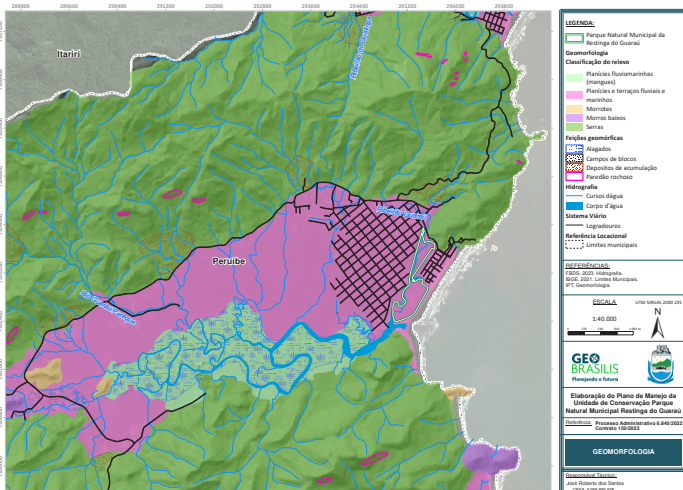 288800 289600 290400 291200 292000 292800 293600 294400 295200 296000 296800
Itariri
Peruíbe
LEGENDA:
Parque Natural Municipal da
Restinga do Guaraú
Geomorfologia
Classificação do relevo
Planícies fluviomarinhas
(mangues)
Planícies e terraços fluviais e
marinhos
Morrotes
Morros baixos
Serras
Feições geomórficas
Alagados
Campos de blocos
Depositos de acumulação
Paredão rochoso
Hidrografia
Cursos dágua
Corpo d'água
Sistema Viário
Logradouros
Referência Locacional
Limites municipais
REFERÊNCIAS:
FBDS, 2023. Hidrografia.
IBGE, 2021. Limites Municipais.
IPT, Geomorfologia.
ESCALA
UTM SIRGAS 2000 23S
1:40.000
N
GEO
BRASILIS
Planejando o futuro
Elaboração do Plano de Manejo da
Unidade de Conservação Parque
Natural Municipal Restinga do Guaraú
Referência: Processo Administrativo 6.840/2022
Contrato 150/2023
GEOMORFOLOGIA
Responsável Técnico:
José Roberto dos Santos